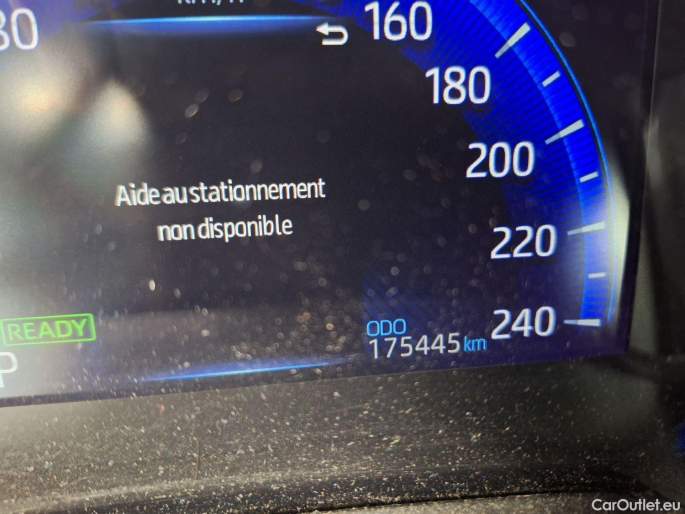 160
180
Aide au stationnement
200
non disponible
220
READY
ODO
240
175445 km
P
CarOutlet.eu